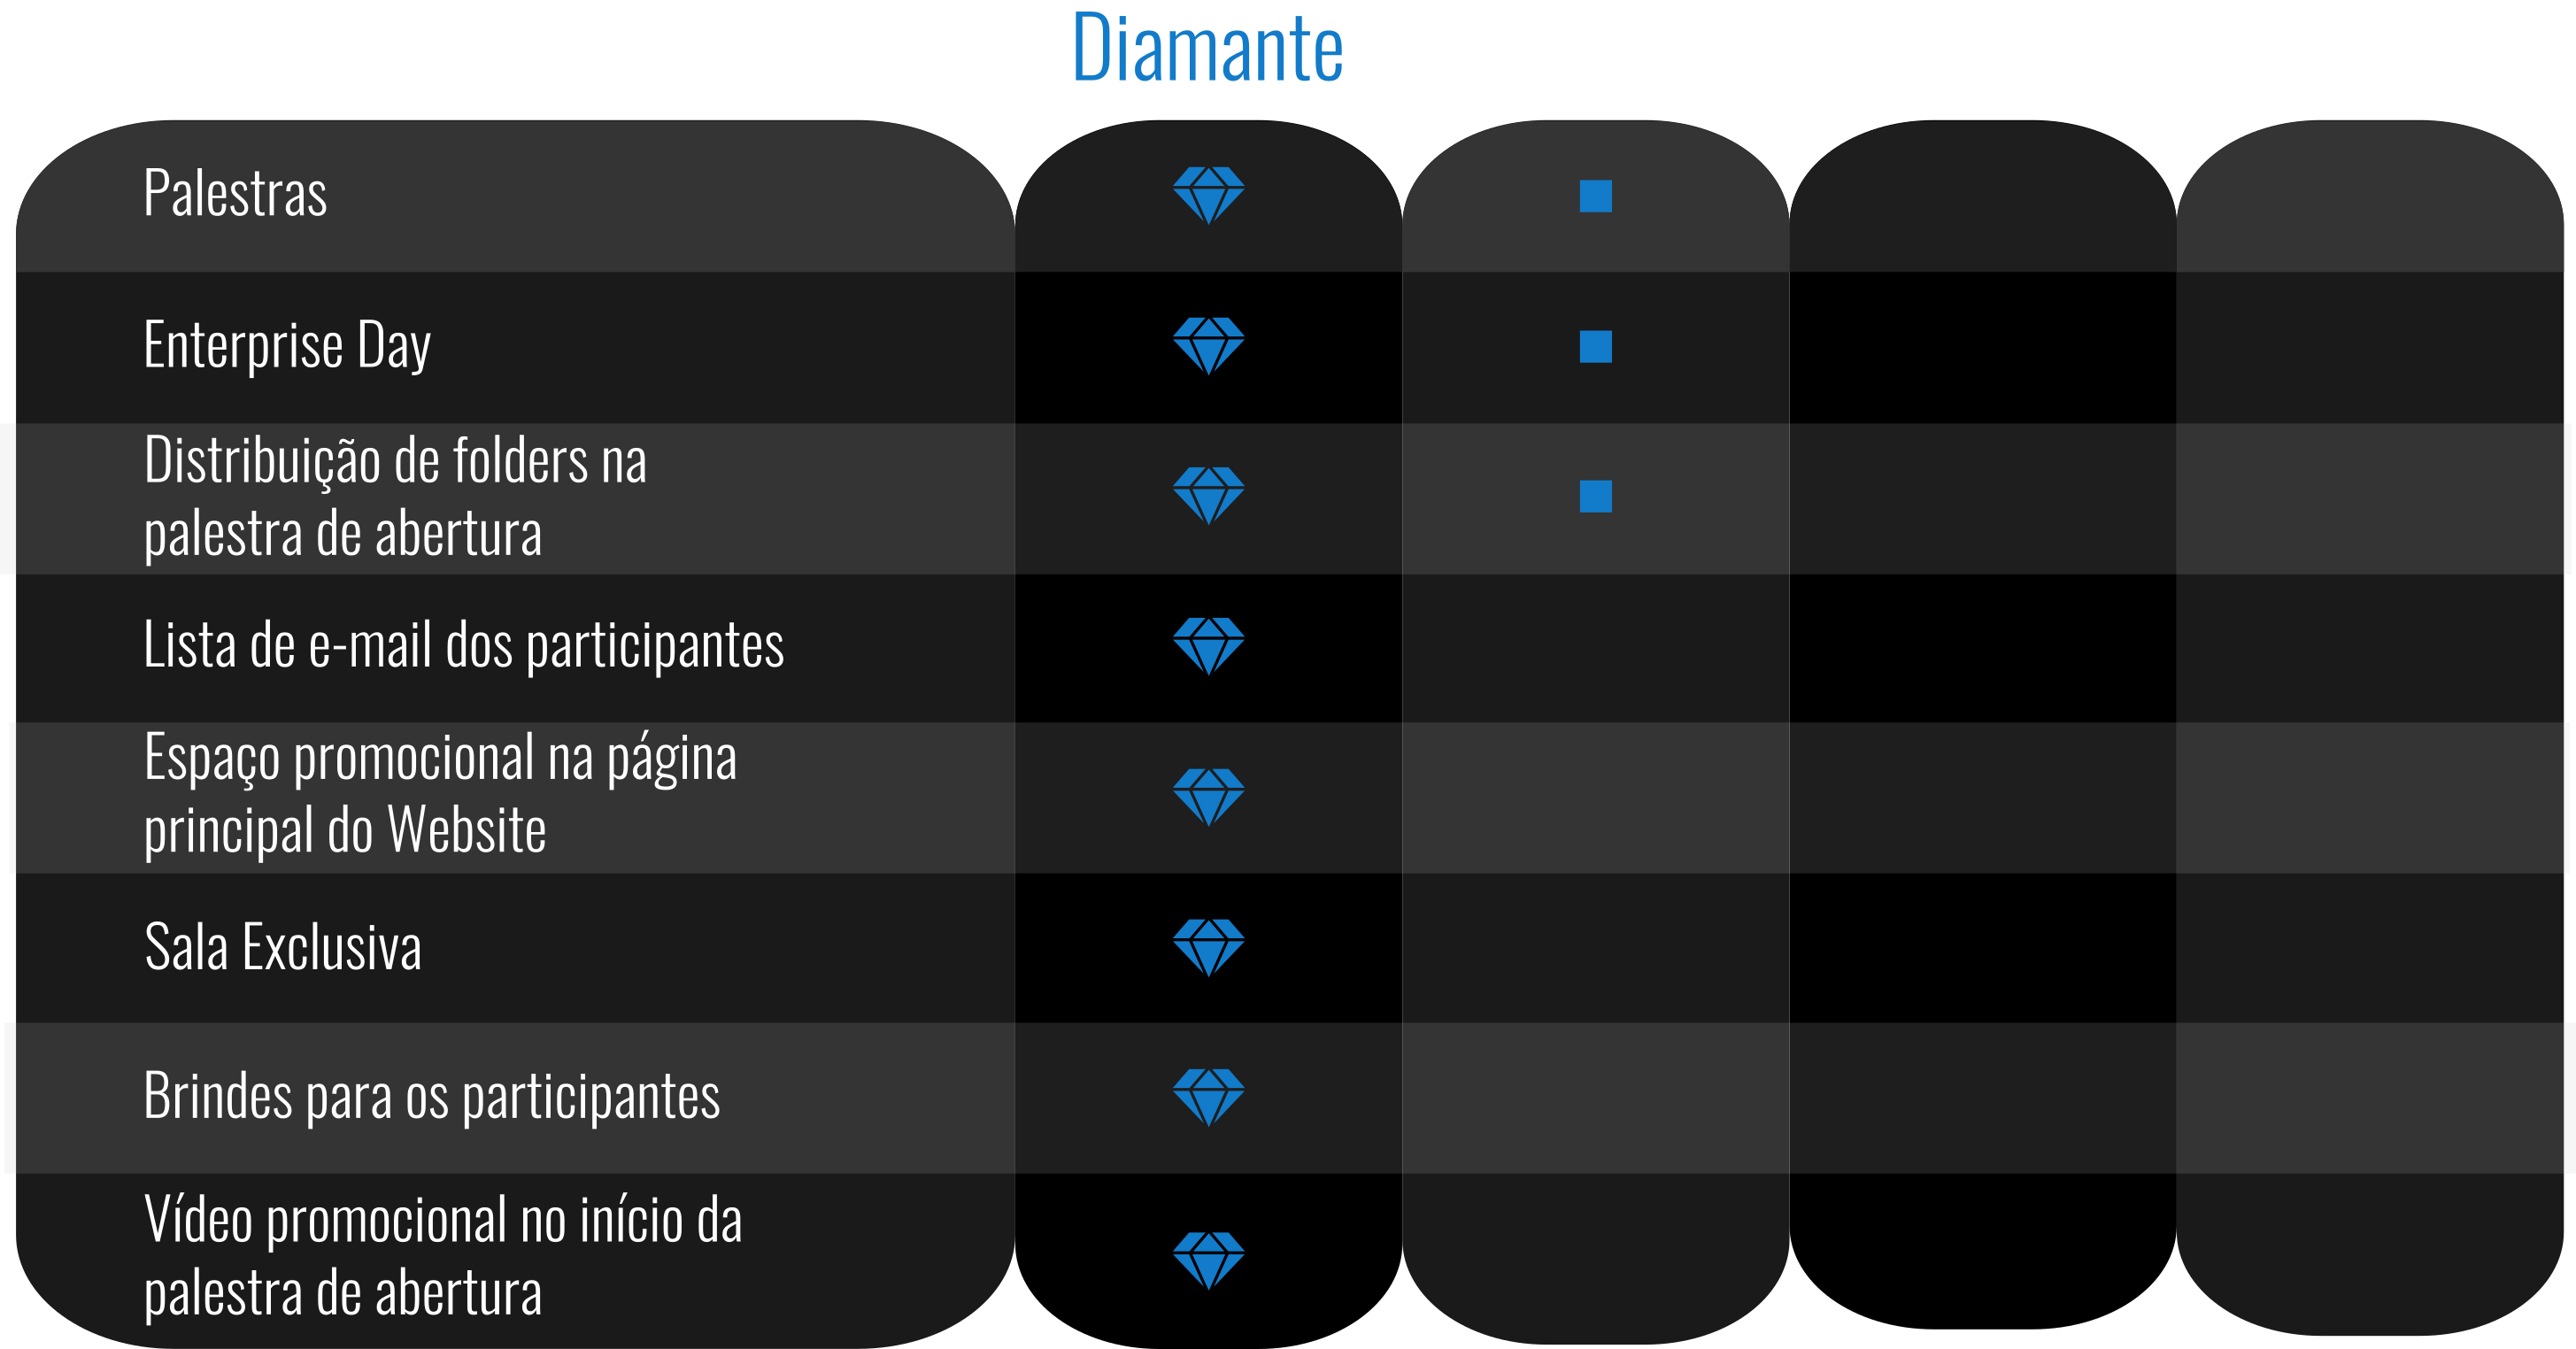 Diamante
Palestras
Enterprise Day
Distribuição de folders na
palestra de abertura
Lista de e-mail dos participantes
Espaço promocional na página
principal do Website
Sala Exclusiva
Brindes para os participantes
Vídeo promocional no início da
palestra de abertura